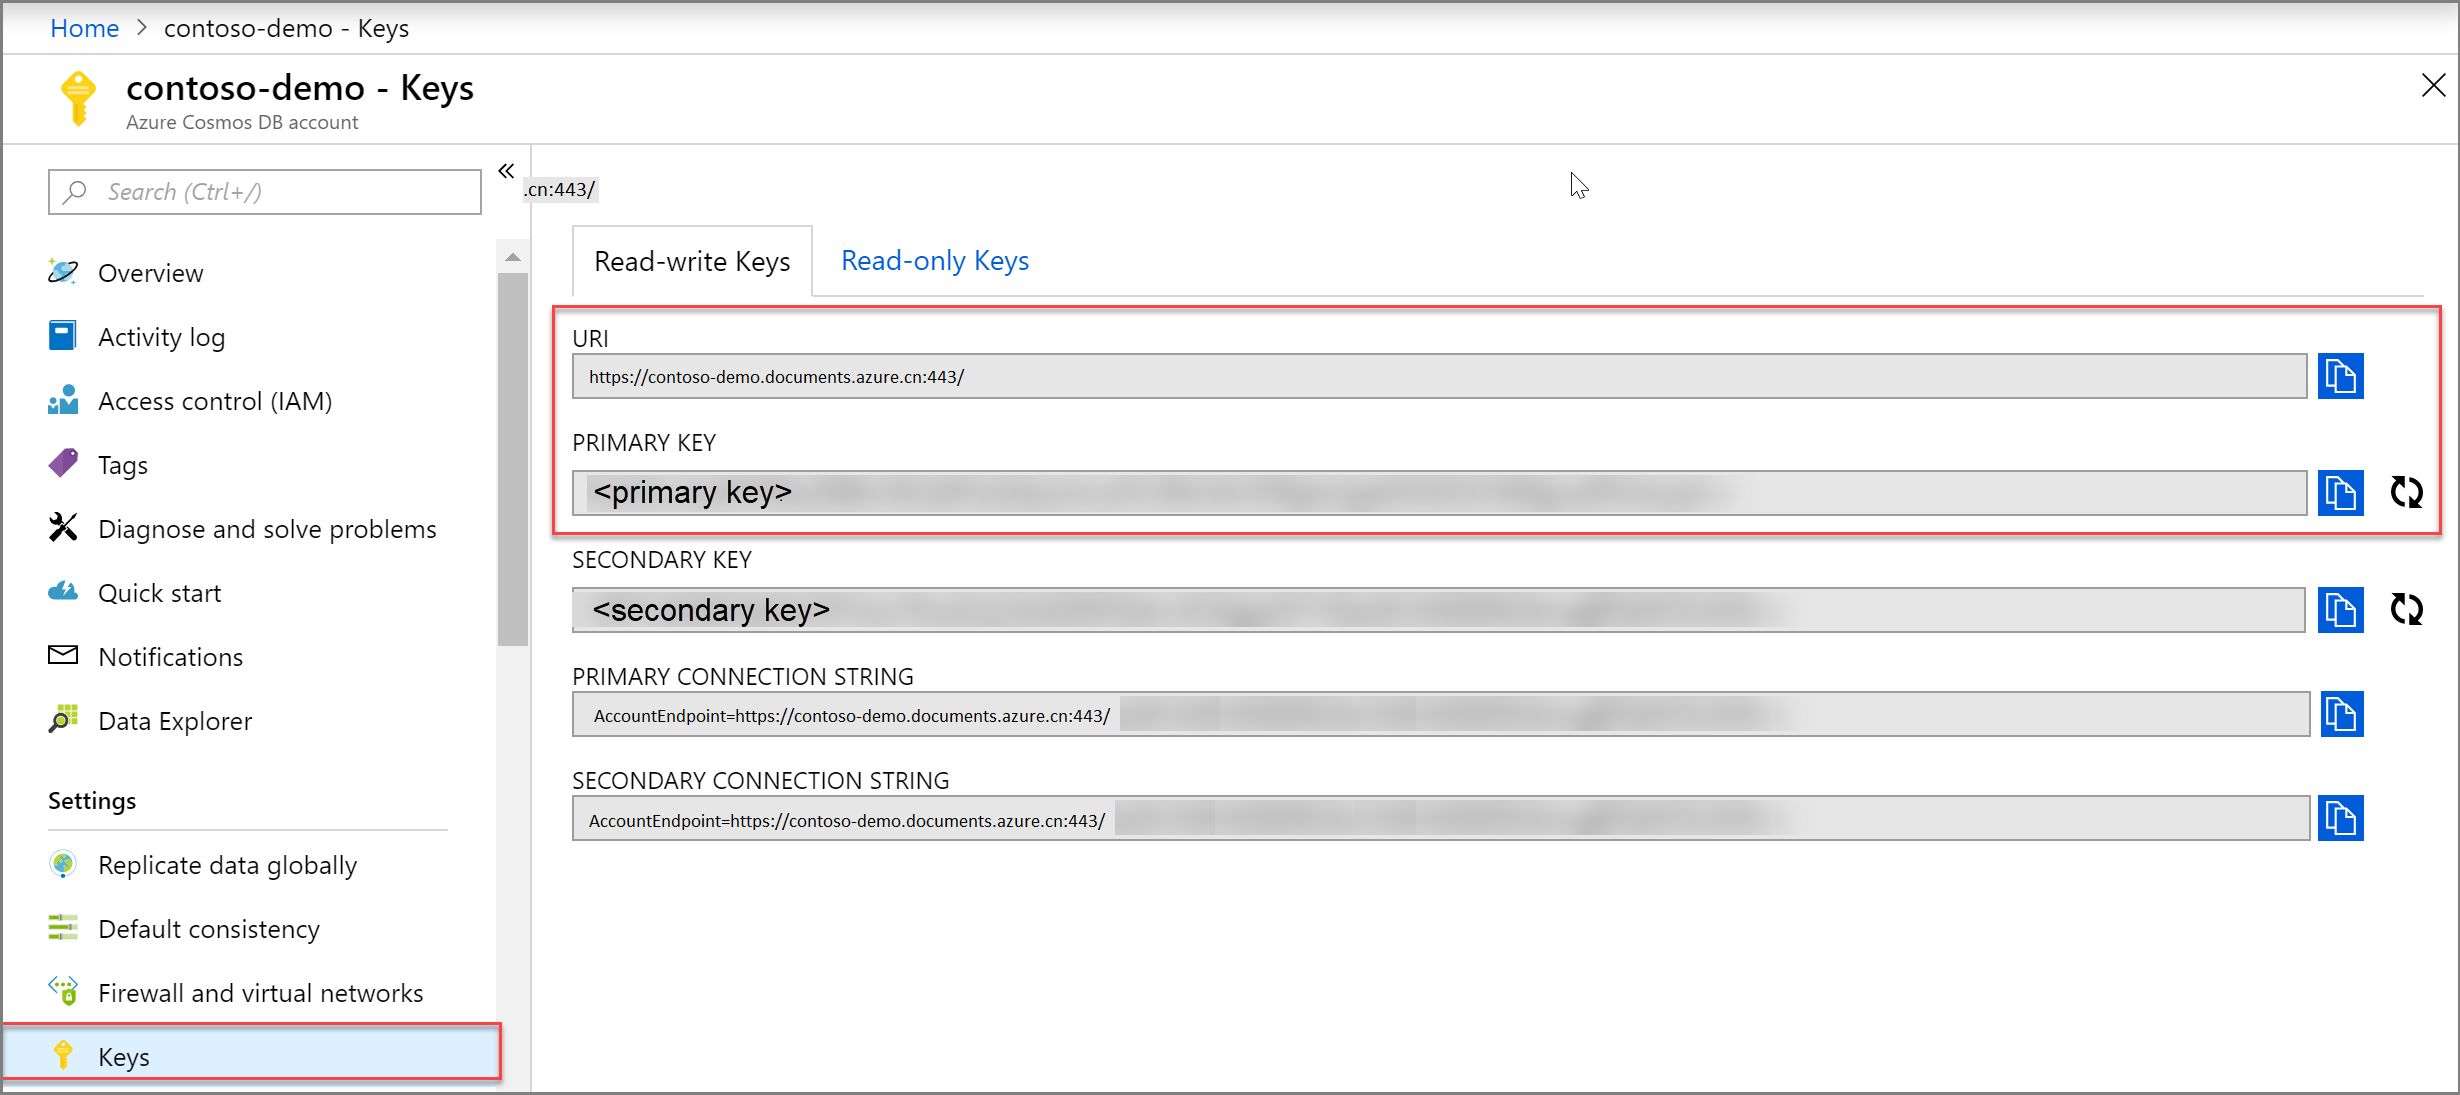 Home > contoso-demo - Keys
contoso-demo - Keys
Azure Cosmos DB account
Search (Ctrl+/)
.cn:443/
Overview
Activity log
Access control (IAM)
Tags
Diagnose and solve problems
Quick start
Notifications
Data Explorer
Settings
Replicate data globally
Default consistency
Firewall and virtual networks
Keys
Read-write Keys
Read-only Keys
URI
https://contoso-demo.documents.azure.cn:443/
PRIMARY KEY
<primary key>
SECONDARY KEY
<secondary key>
PRIMARY CONNECTION STRING
AccountEndpoint=https://contoso-demo.documents.azure.cn:443/
SECONDARY CONNECTION STRING
AccountEndpoint=https://contoso-demo.documents.azure.cn:443/